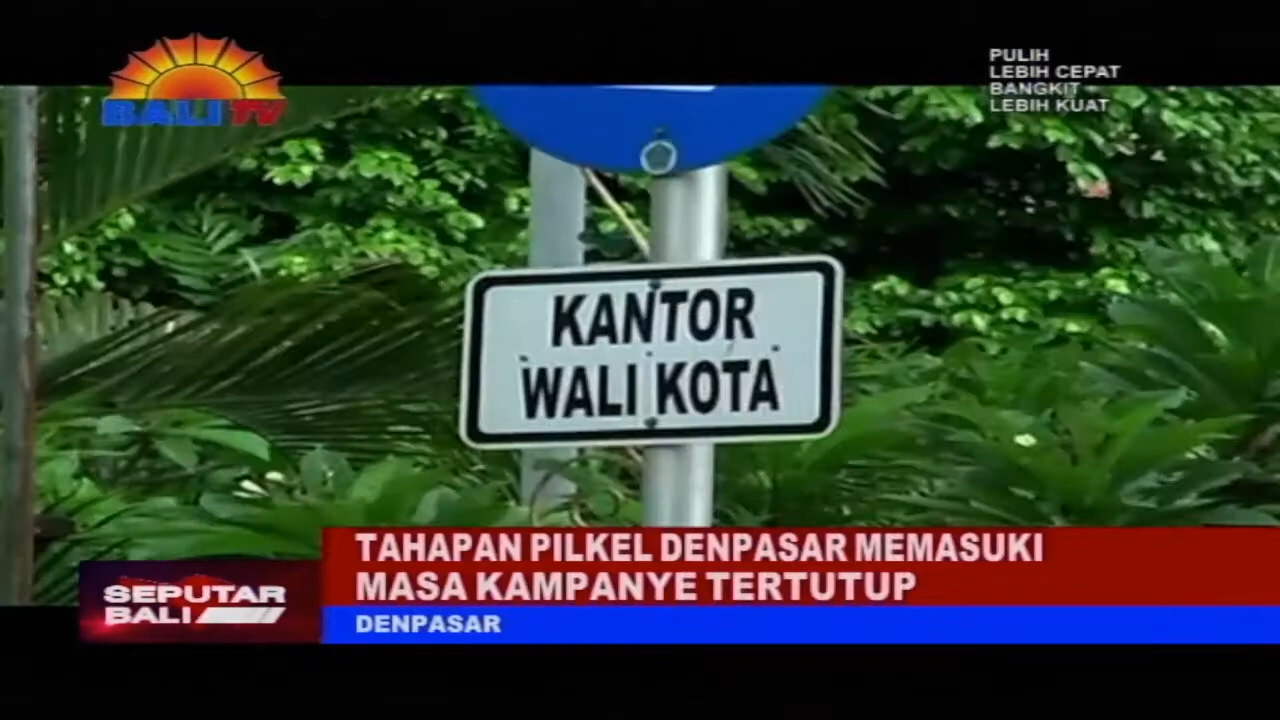 BALI TV
PULIH
LEBIH CEPAT
BANGKIT
LEBIH KUAT
KANTOR
WALI KOTA
TAHAPAN PILKEL DENPASAR MEMASUKI
MASA KAMPANYE TERTUTUP
SEPUTAR
BALI
DENPASAR